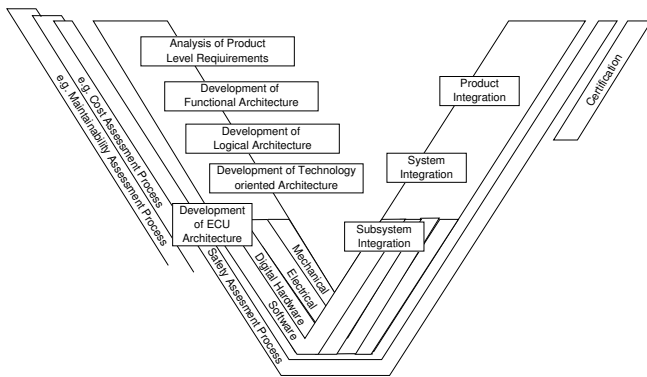 Analysis of Product
Level Reqiurements
Development of
Functional Architecture
Development of
Logical Architecture
Development of Technology
oriented Architecture
Development
of ECU
Architecture
e.g. Maintainability Assessment Process
e.g. Cost Assessment Process
Safety Assesment Process
Software
Digital Hardware
Electrical
Mechanical
Subsystem
Integration
System
Integration
Product
Integration
Certification